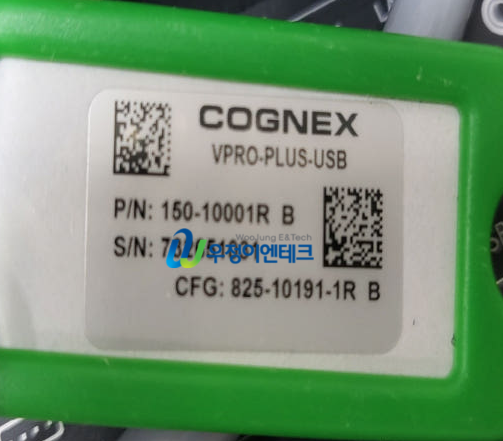 COGNEX
VPRO-PLUS-USB
P/N: 150-10001R B
WooJung E&Tech
S/N:
우정이엔테크
CFG: 825-10191-1R B